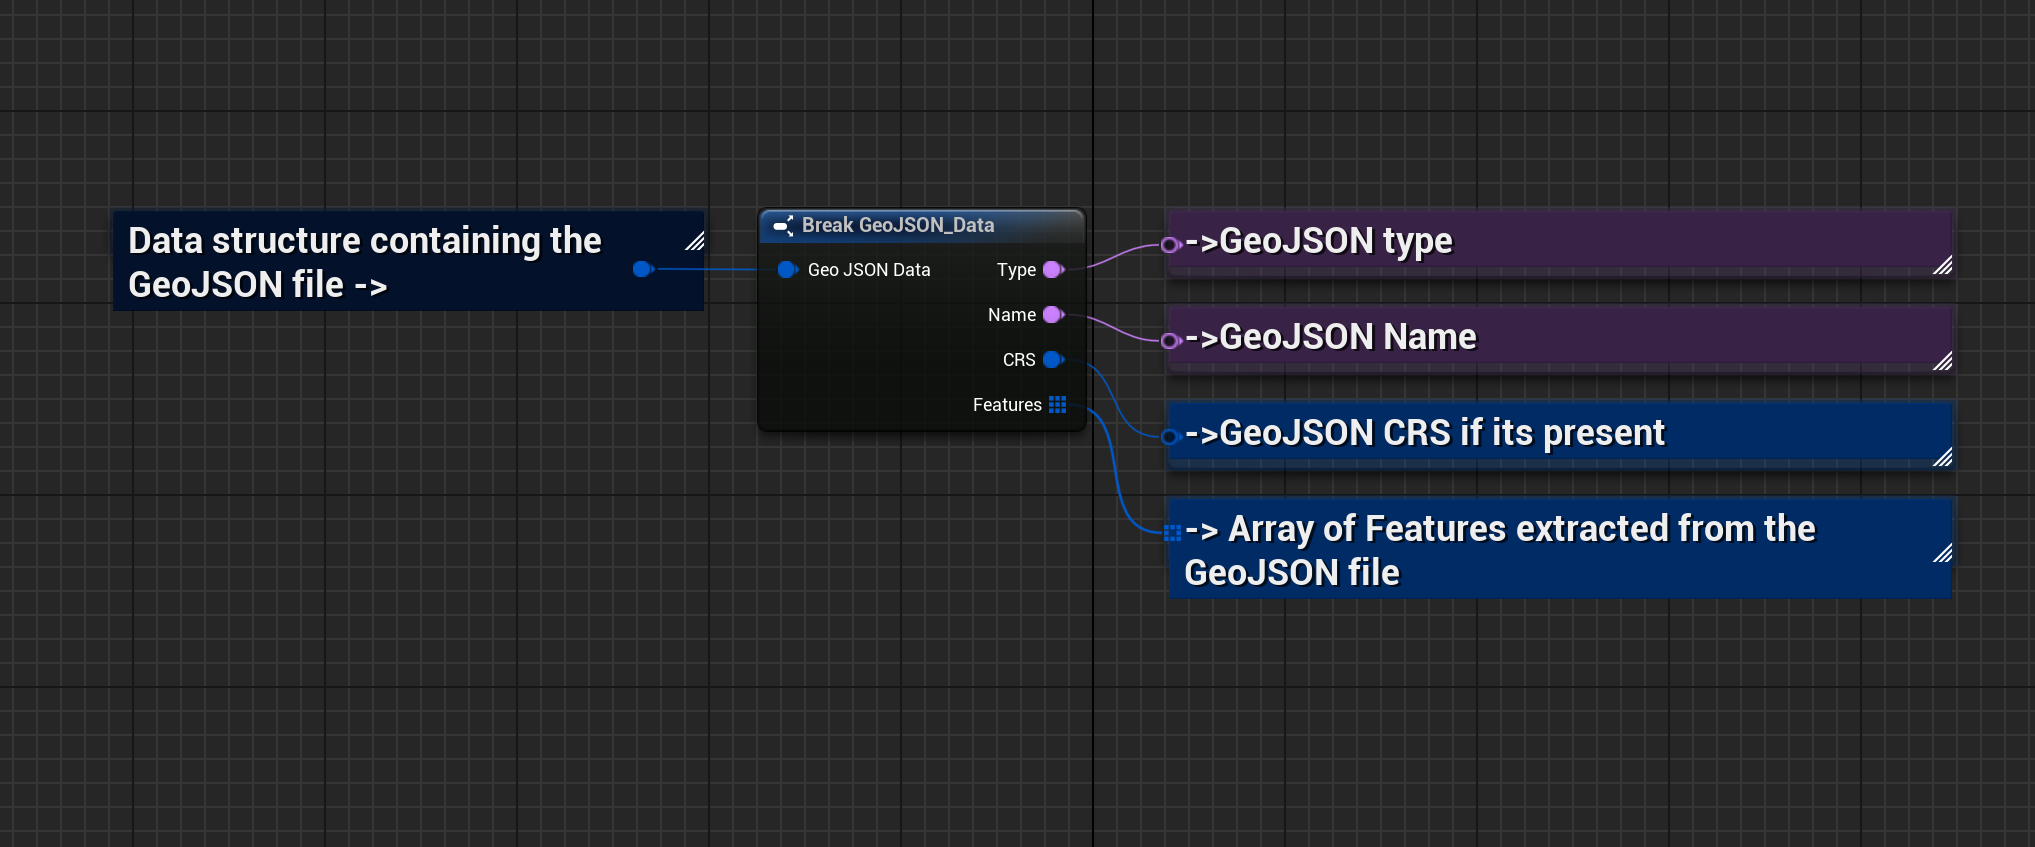 Data structure containing the
GeoJSON file ->
Break GeoJSON_Data
Geo JSON Data
Type
Name
CRS
Features
->GeoJSON type
->GeoJSON Name
->GeoJSON CRS if its present
-> Array of Features extracted from the
GeoJSON file